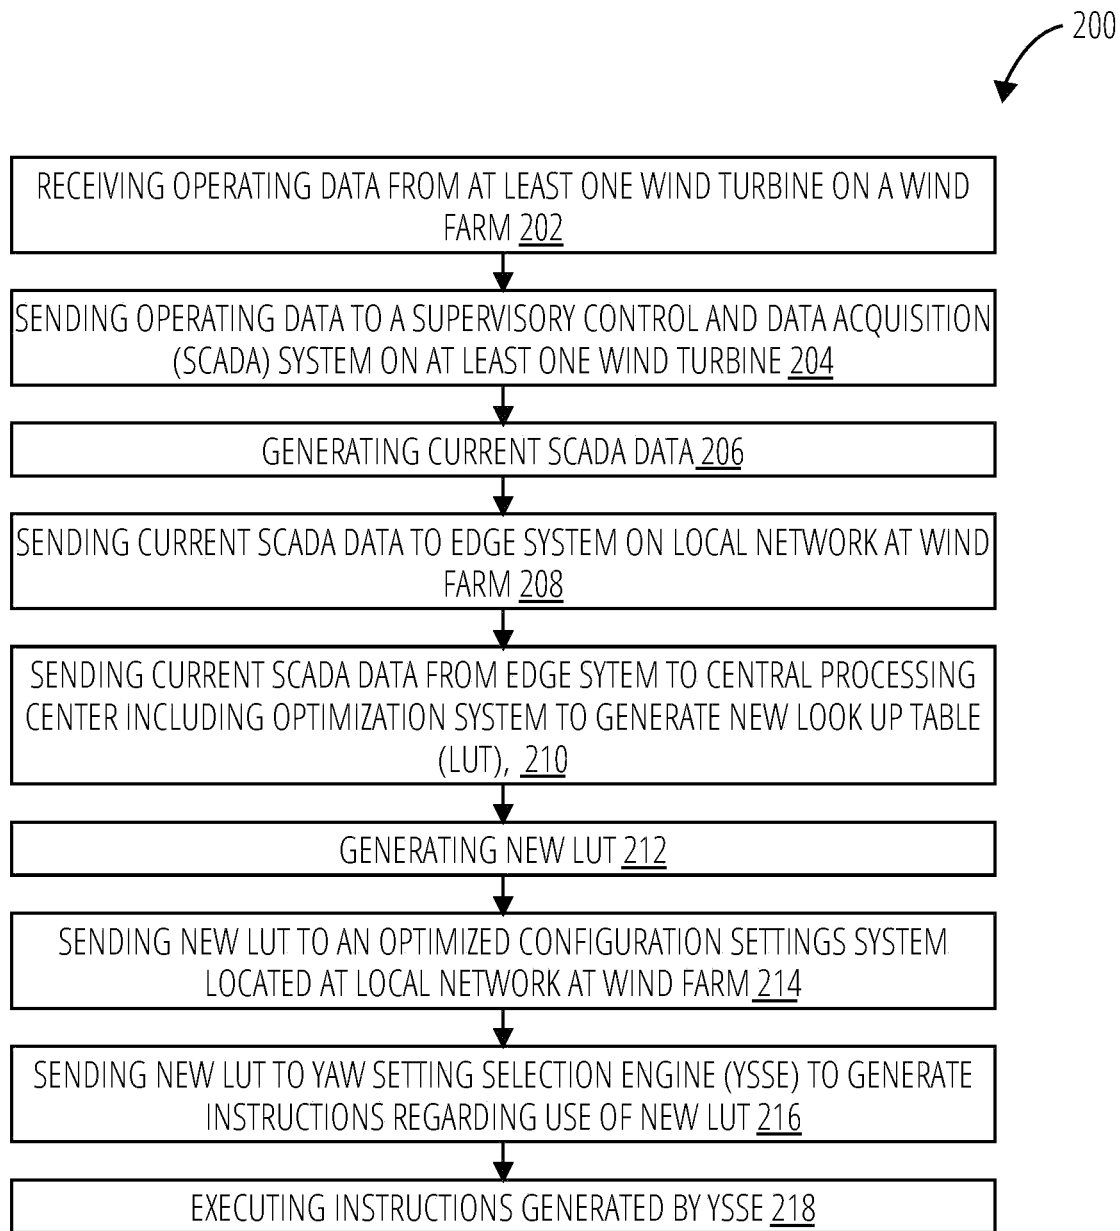 200
RECEIVING OPERATING DATA FROM AT LEAST ONE WIND TURBINE ON A WIND
FARM 202
SENDING OPERATING DATA TO A SUPERVISORY CONTROL AND DATA ACQUISITION
(SCADA) SYSTEM ON AT LEAST ONE WIND TURBINE 204
GENERATING CURRENT SCADA DATA 206
SENDING CURRENT SCADA DATA TO EDGE SYSTEM ON LOCAL NETWORK AT WIND
FARM 208
SENDING CURRENT SCADA DATA FROM EDGE SYTEM TO CENTRAL PROCESSING
CENTER INCLUDING OPTIMIZATION SYSTEM TO GENERATE NEW LOOK UP TABLE
(LUT), 210
GENERATING NEW LUT 212
SENDING NEW LUT TO AN OPTIMIZED CONFIGURATION SETTINGS SYSTEM
LOCATED AT LOCAL NETWORK AT WIND FARM 214
SENDING NEW LUT TO YAW SETTING SELECTION ENGINE (YSSE) TO GENERATE
INSTRUCTIONS REGARDING USE OF NEW LUT 216
EXECUTING INSTRUCTIONS GENERATED BY YSSE 218